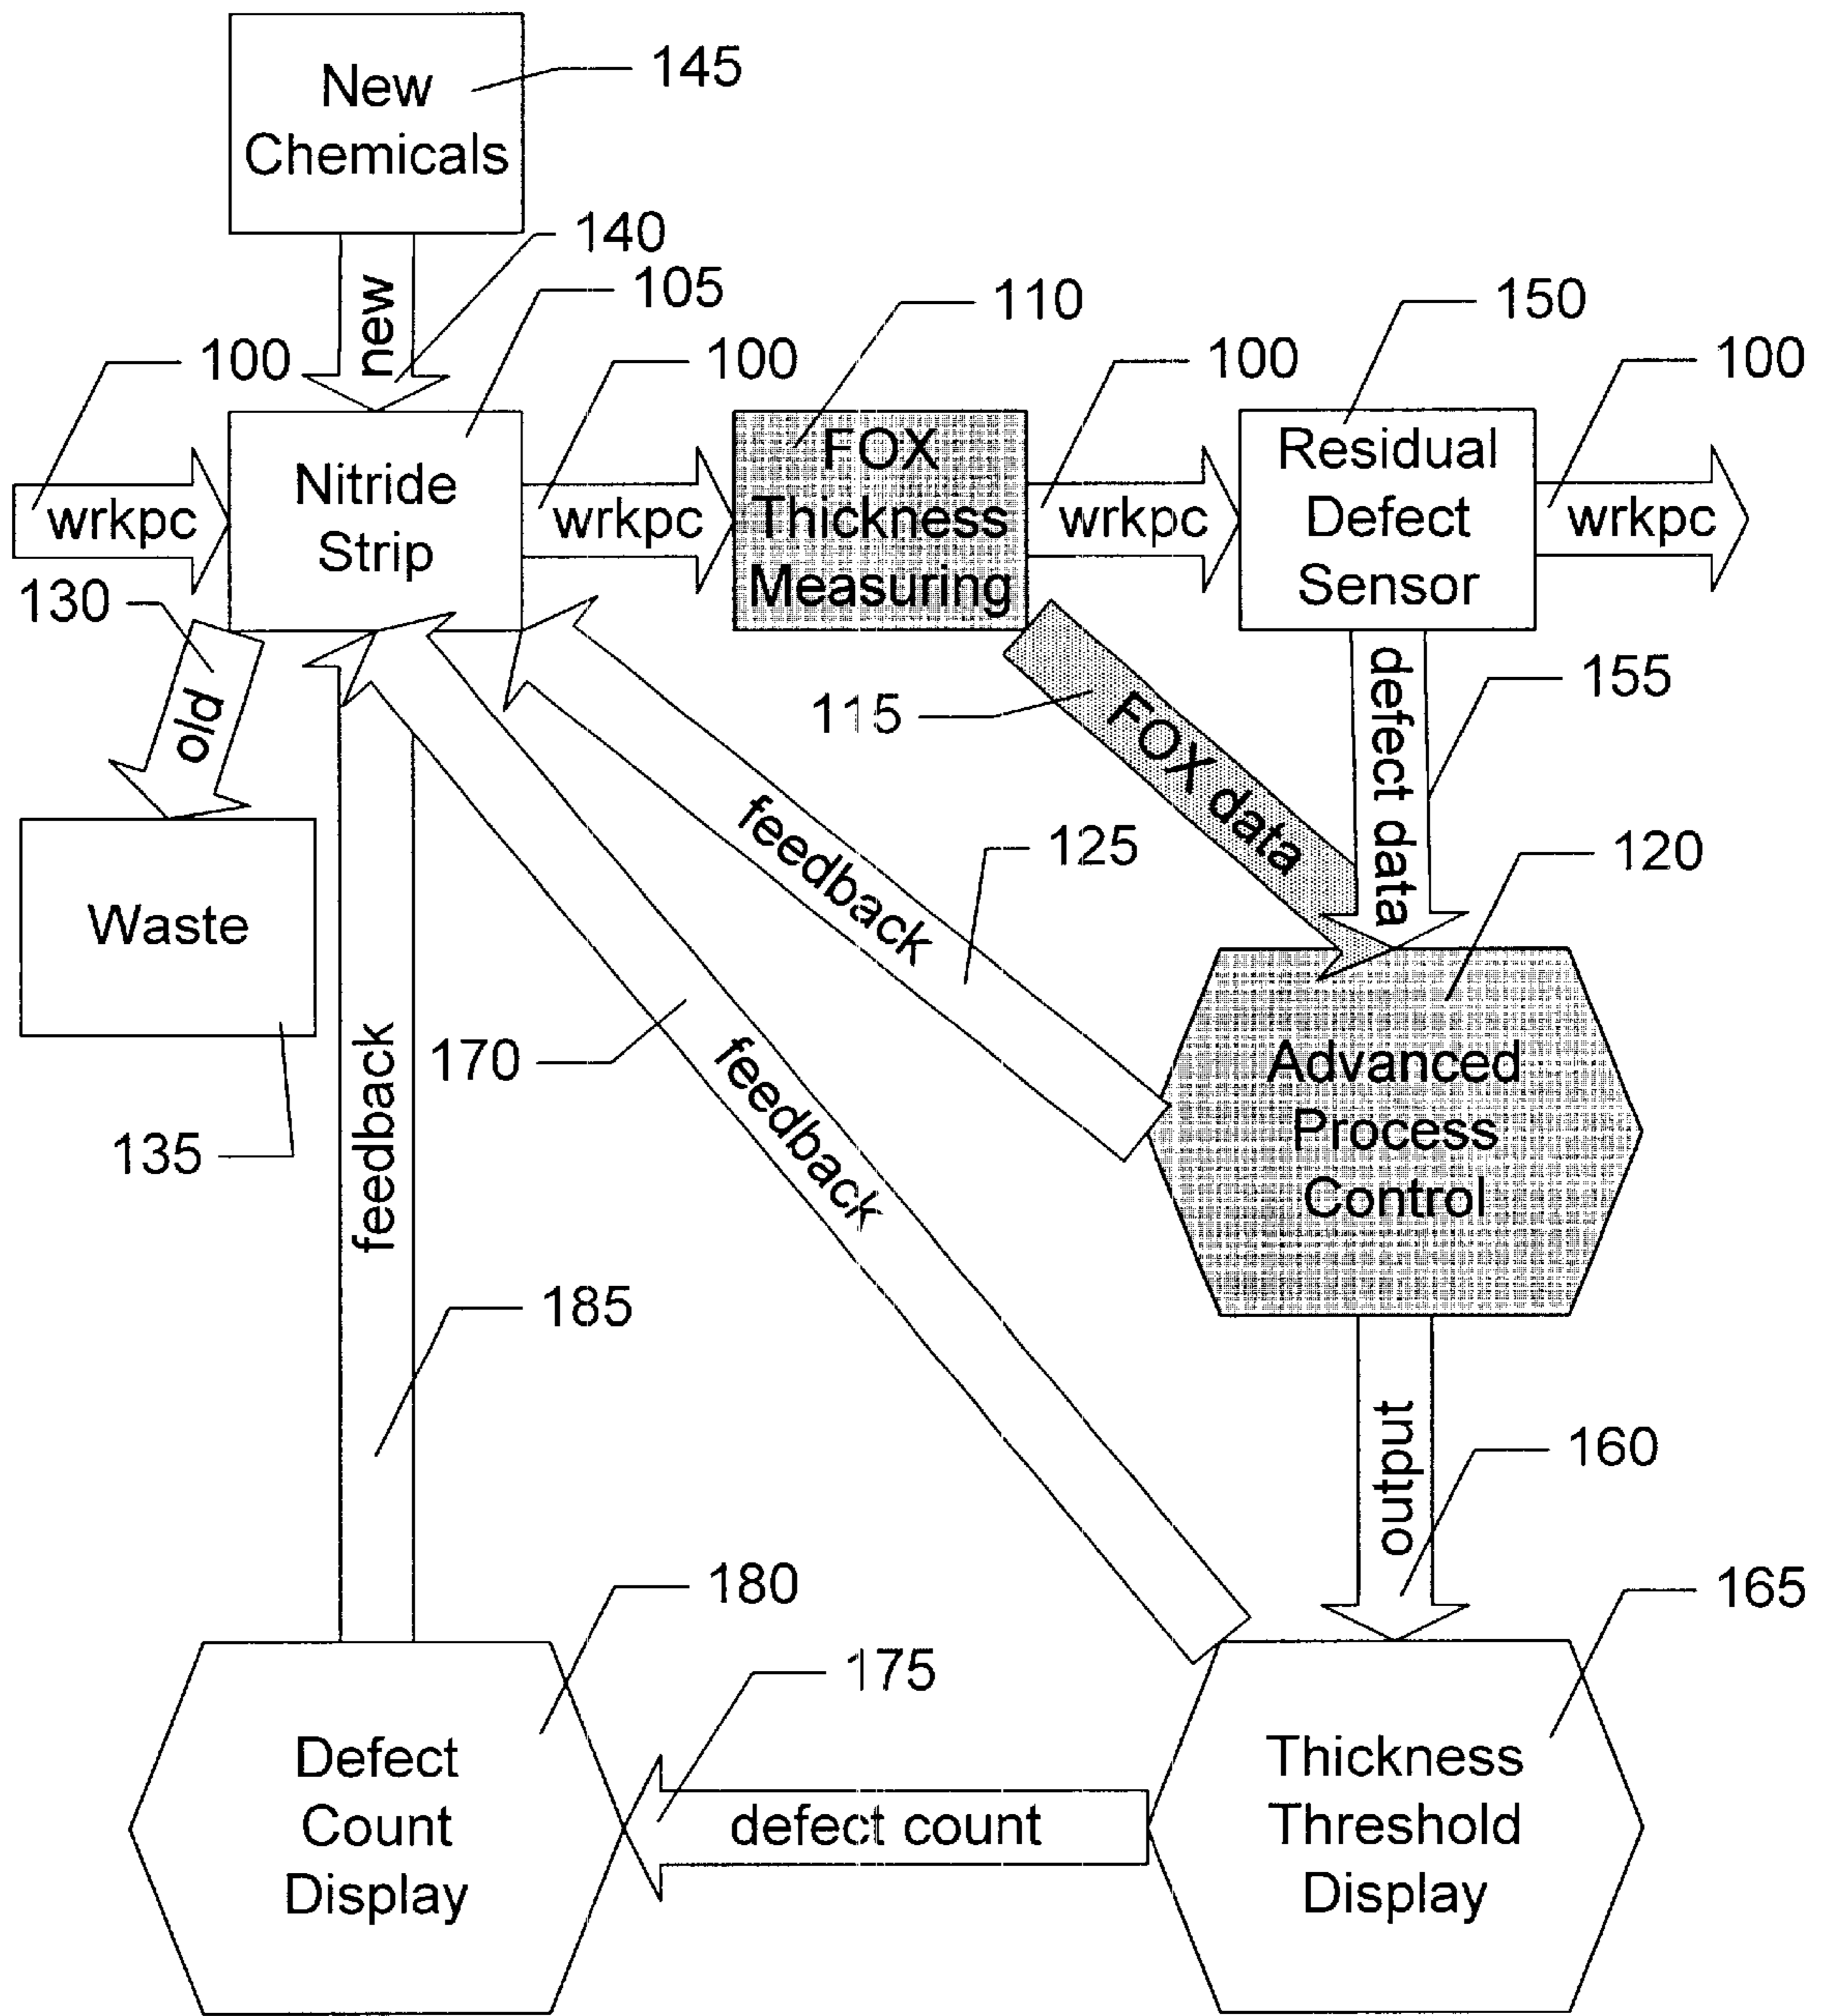 New
Chemicals
145
140
new
105
110
150
100
100
100
100
wrkpc
Nitride
Strip
wrkpc
FOX
Thickness
Measuring
wrkpc
Residual
Defect
Sensor
wrkpc
130
old
115
FOX data
defect data
155
Waste
135
feedback
125
120
170
feedback
feedback
Advanced
Process
Control
185
output
160
180
175
165
Defect
Count
Display
defect count
Thickness
Threshold
Display